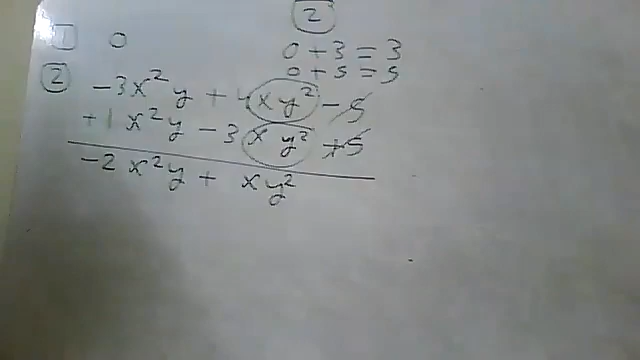 2
1 0
0 + 3 = 3
0 + 5 = 5
2 -3x²y + 4xy² - 5
+1x²y - 3xy² + 5
-2x²y + xy²